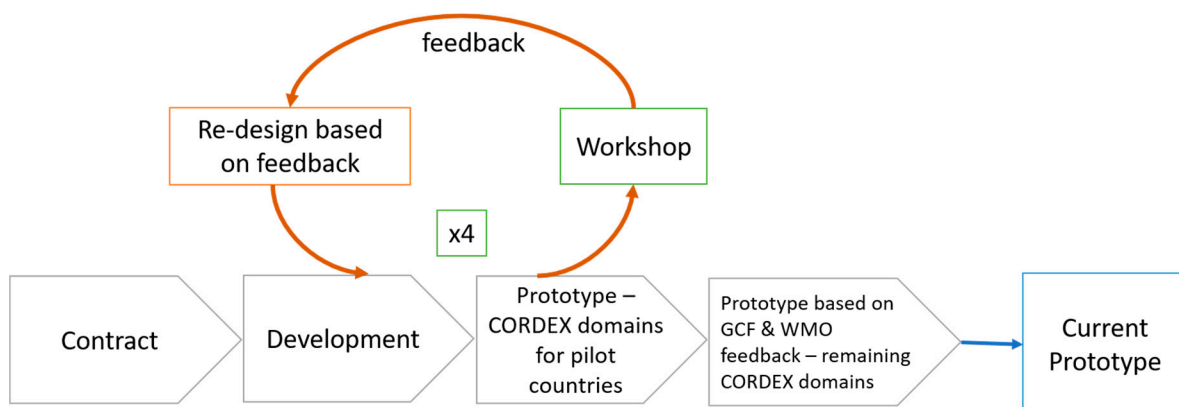 feedback
Re-design based
on feedback
Workshop
x4
Contract
Development
Prototype –
CORDEX domains
for pilot
countries
Prototype based on
GCF & WMO
feedback – remaining
CORDEX domains
Current
Prototype